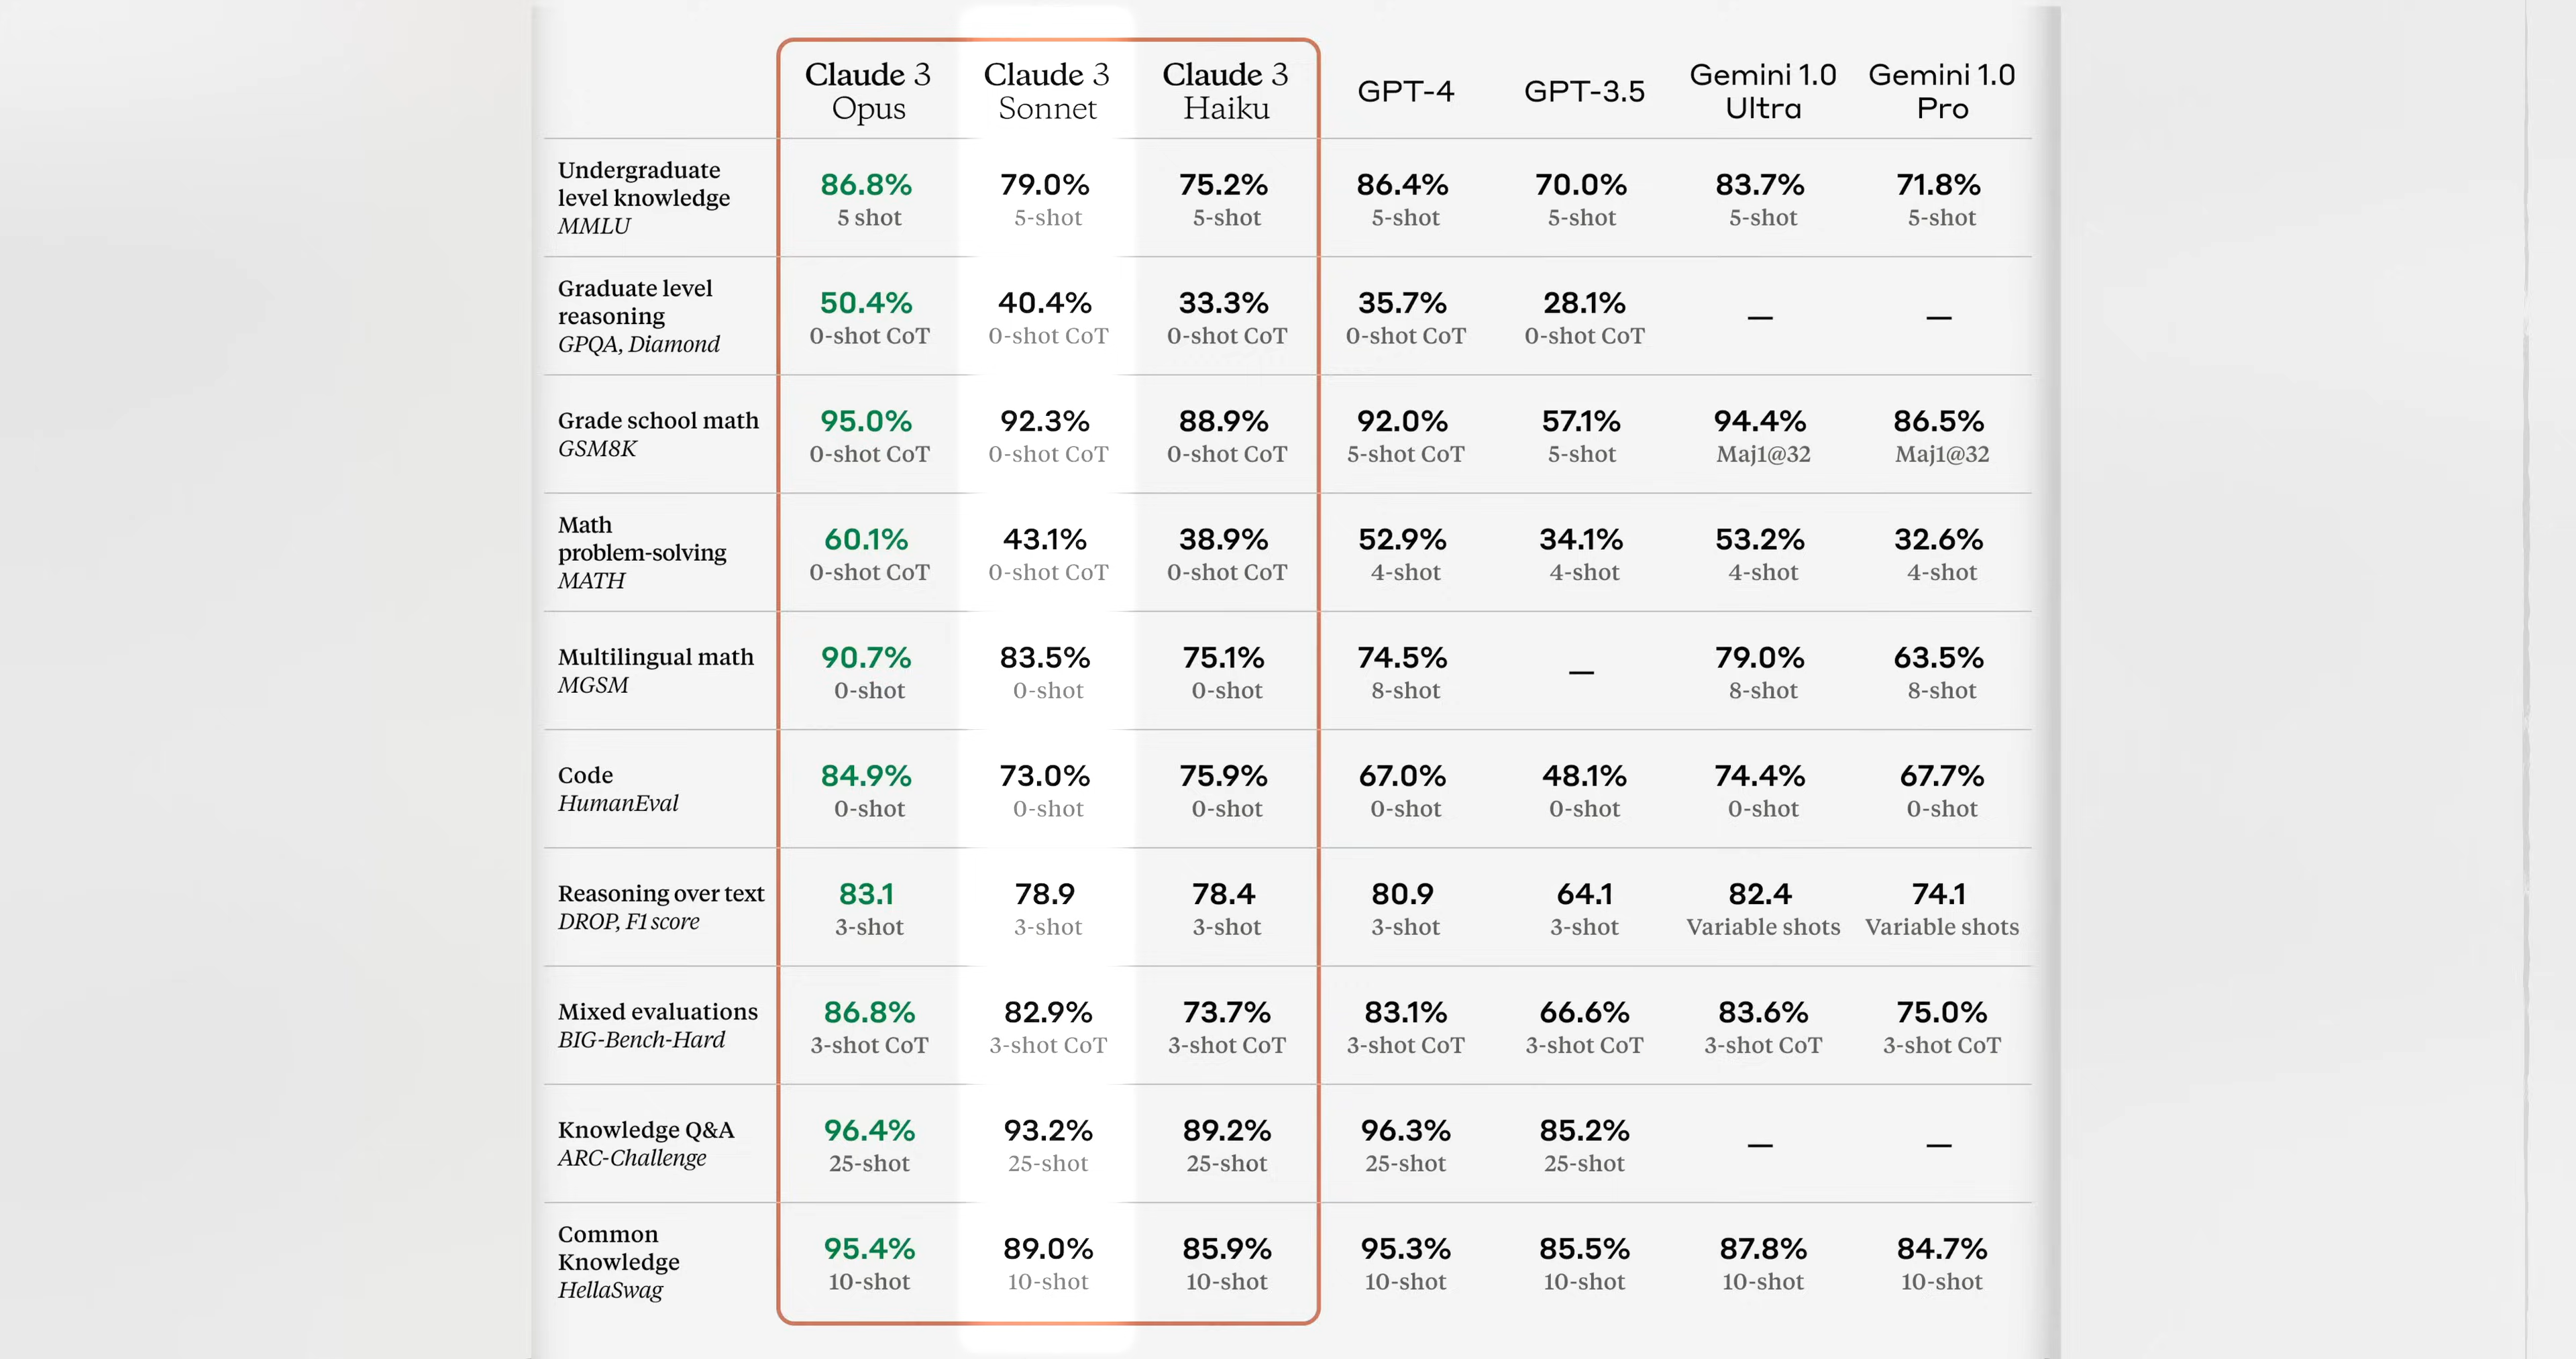 Claude 3 Opus Claude 3 Sonnet Claude 3 Haiku GPT-4 GPT-3.5 Gemini 1.0 Ultra Gemini 1.0 Pro
Undergraduate level knowledge MMLU 86.8% 5 shot 79.0% 5-shot 75.2% 5-shot 86.4% 5-shot 70.0% 5-shot 83.7% 5-shot 71.8% 5-shot
Graduate level reasoning GPQA, Diamond 50.4% 0-shot CoT 40.4% 0-shot CoT 33.3% 0-shot CoT 35.7% 0-shot CoT 28.1% 0-shot CoT — —
Grade school math GSM8K 95.0% 0-shot CoT 92.3% 0-shot CoT 88.9% 0-shot CoT 92.0% 5-shot CoT 57.1% 5-shot 94.4% Maj1@32 86.5% Maj1@32
Math problem-solving MATH 60.1% 0-shot CoT 43.1% 0-shot CoT 38.9% 0-shot CoT 52.9% 4-shot 34.1% 4-shot 53.2% 4-shot 32.6% 4-shot
Multilingual math MGSM 90.7% 0-shot 83.5% 0-shot 75.1% 0-shot 74.5% 8-shot — 79.0% 8-shot 63.5% 8-shot
Code HumanEval 84.9% 0-shot 73.0% 0-shot 75.9% 0-shot 67.0% 0-shot 48.1% 0-shot 74.4% 0-shot 67.7% 0-shot
Reasoning over text DROP, F1 score 83.1 3-shot 78.9 3-shot 78.4 3-shot 80.9 3-shot 64.1 3-shot 82.4 Variable shots 74.1 Variable shots
Mixed evaluations BIG-Bench-Hard 86.8% 3-shot CoT 82.9% 3-shot CoT 73.7% 3-shot CoT 83.1% 3-shot CoT 66.6% 3-shot CoT 83.6% 3-shot CoT 75.0% 3-shot CoT
Knowledge Q&A ARC-Challenge 96.4% 25-shot 93.2% 25-shot 89.2% 25-shot 96.3% 25-shot 85.2% 25-shot — —
Common Knowledge HellaSwag 95.4% 10-shot 89.0% 10-shot 85.9% 10-shot 95.3% 10-shot 85.5% 10-shot 87.8% 10-shot 84.7% 10-shot